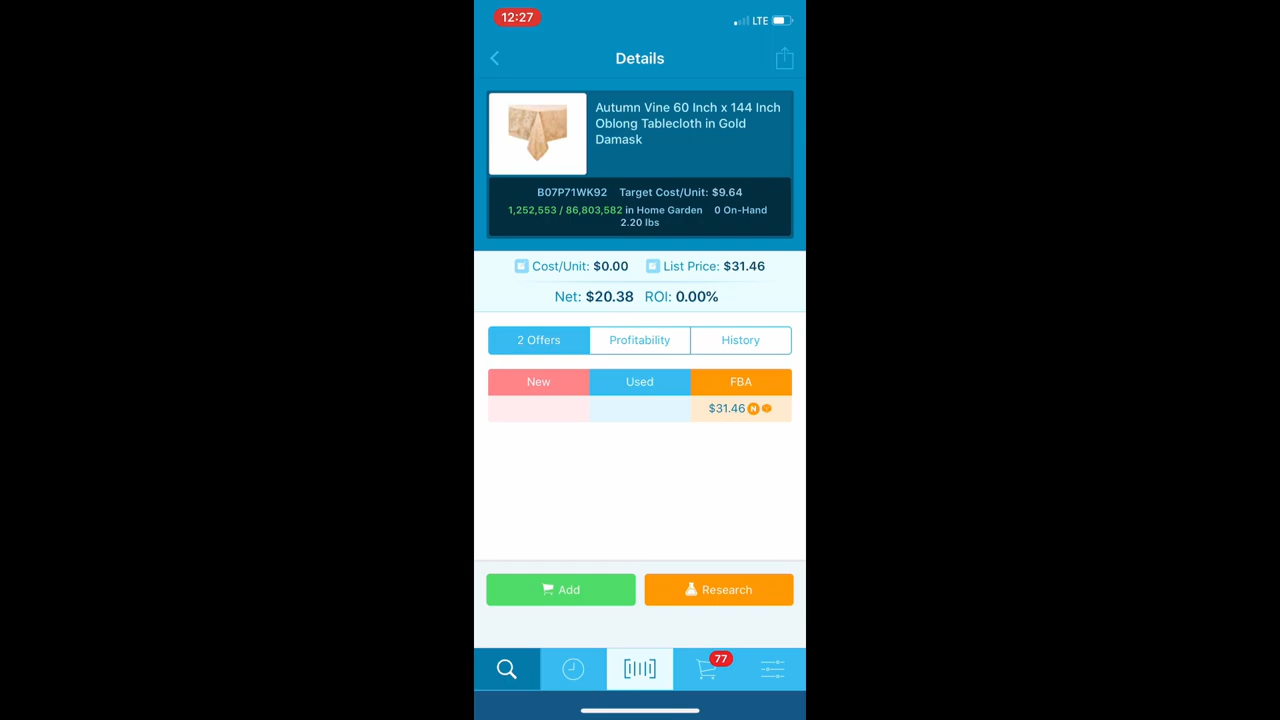 12:27
LTE
Details
Autumn Vine 60 Inch x 144 Inch
Oblong Tablecloth in Gold
Damask
B07P71WK92 Target Cost/Unit: $9.64
1,252,553 / 86,803,582 in Home Garden 0 On-Hand
2.20 lbs
Cost/Unit: $0.00 List Price: $31.46
Net: $20.38 ROI: 0.00%
2 Offers Profitability History
New Used FBA
$31.46 N
Add Research
77